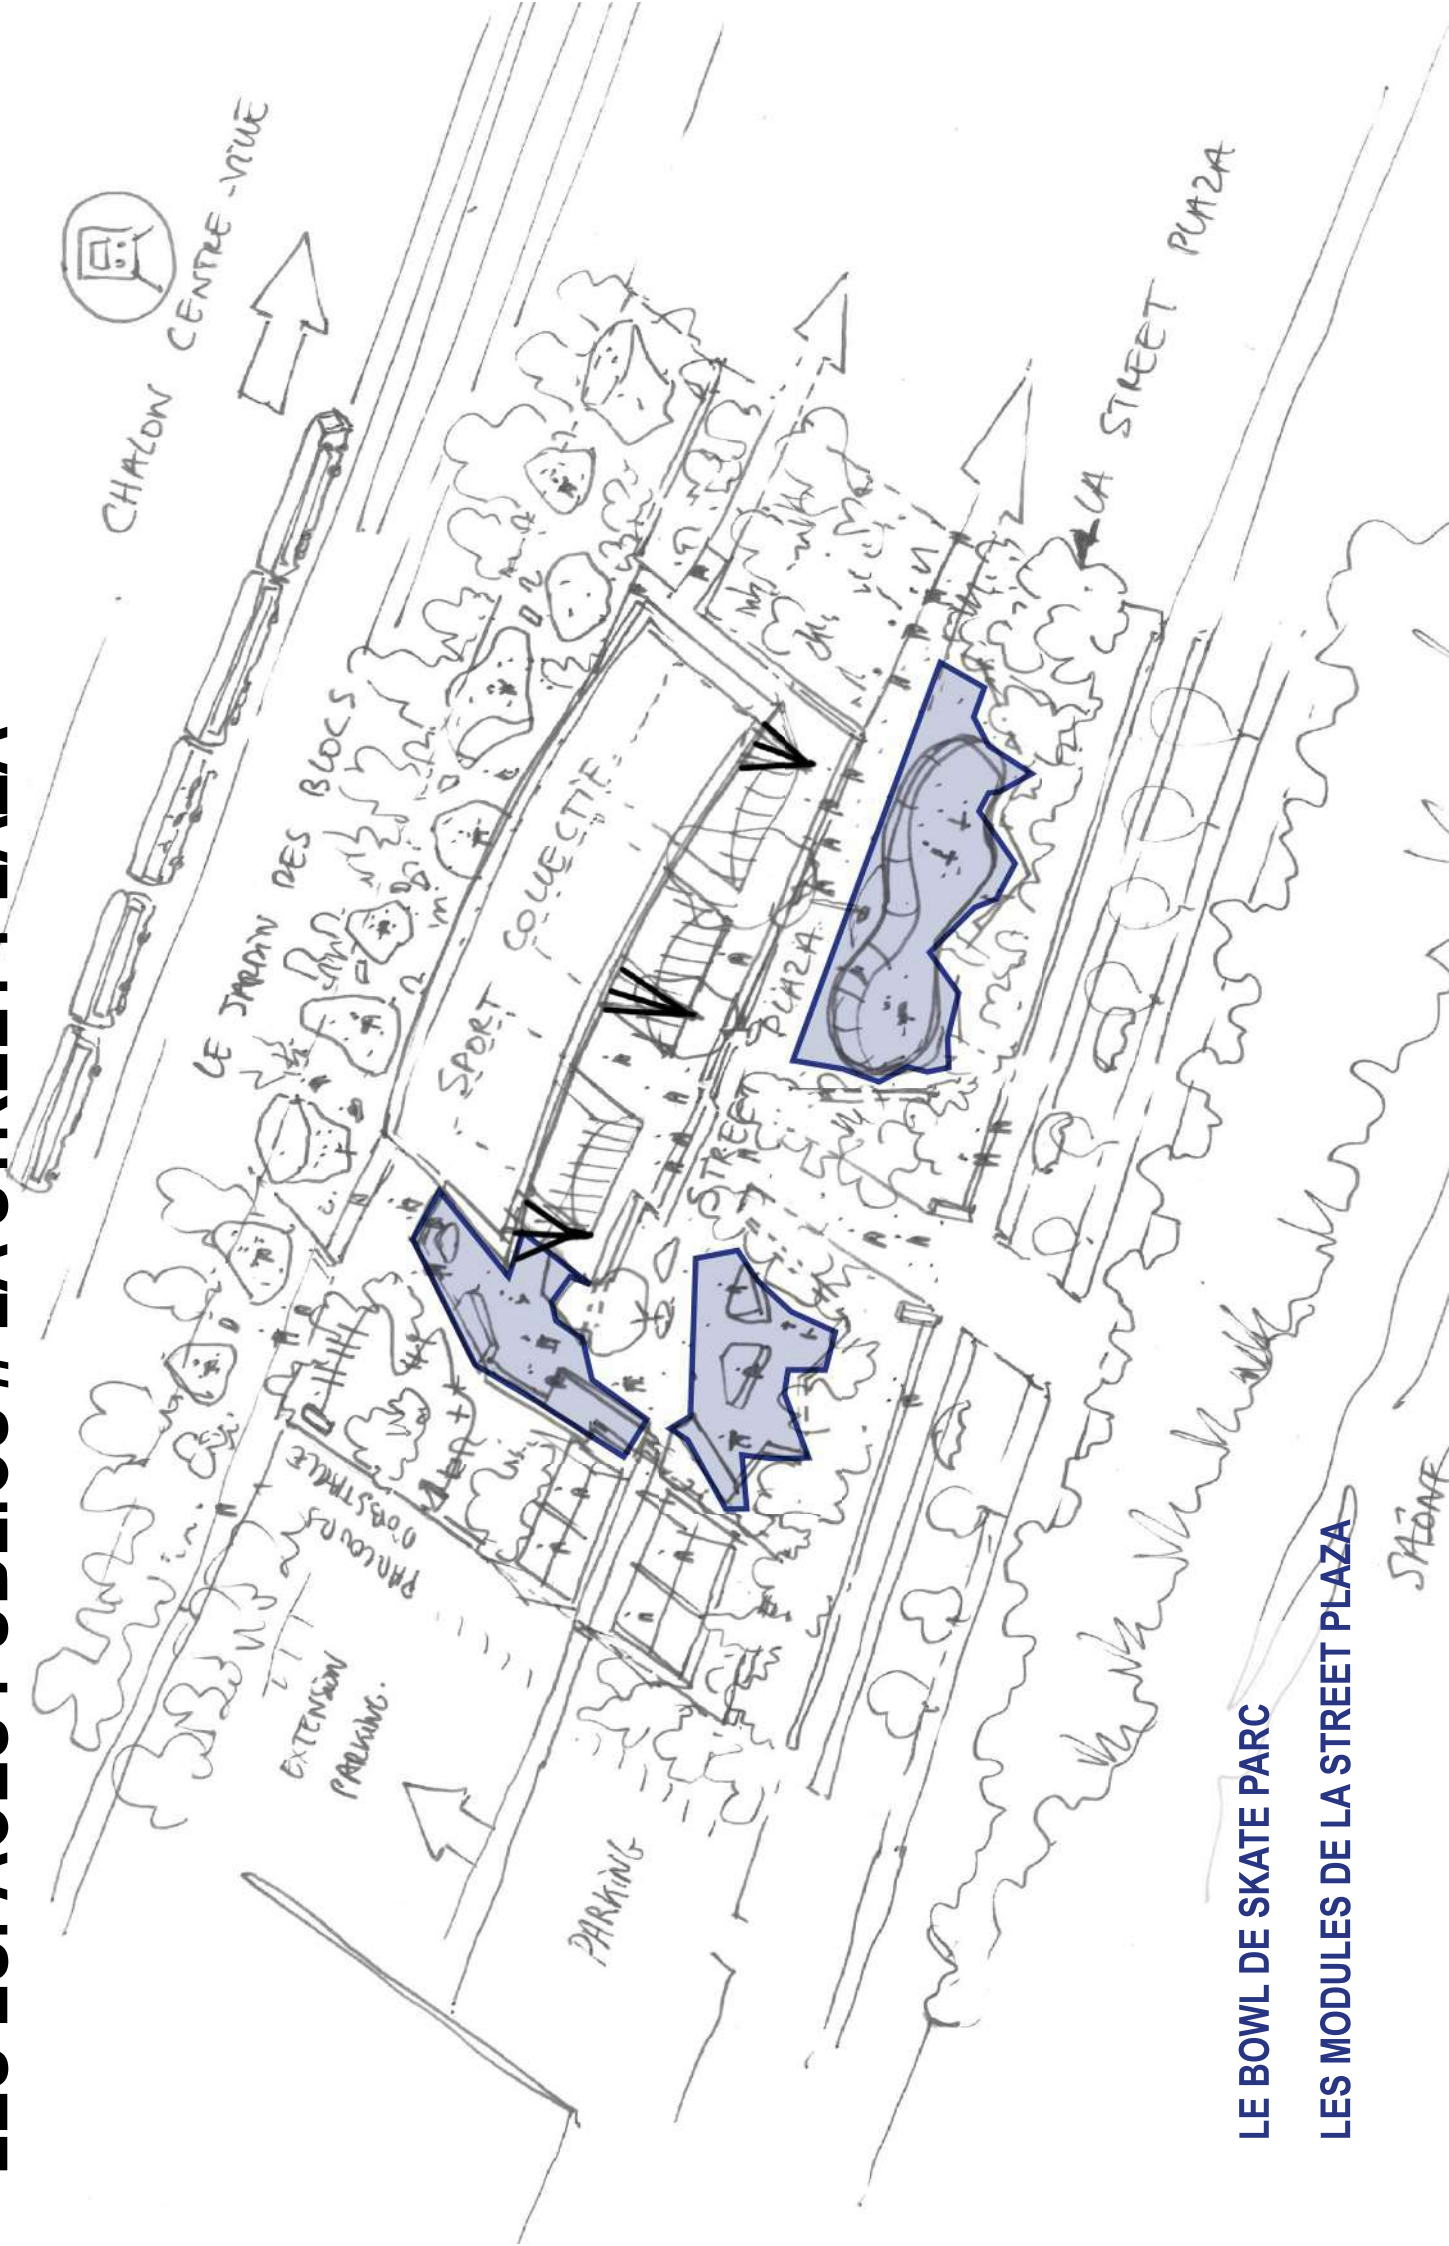 CHALON CENTRE-VILLE
LE JARDIN DES BLOCS
SPORT COLLECTIF.
STREET PLAZA
LA STREET PLAZA
PARCOURS
D'OBSTACLE
EXTENSION
PARKING.
PARKING
SAÔNE
LE BOWL DE SKATE PARC
LES MODULES DE LA STREET PLAZA